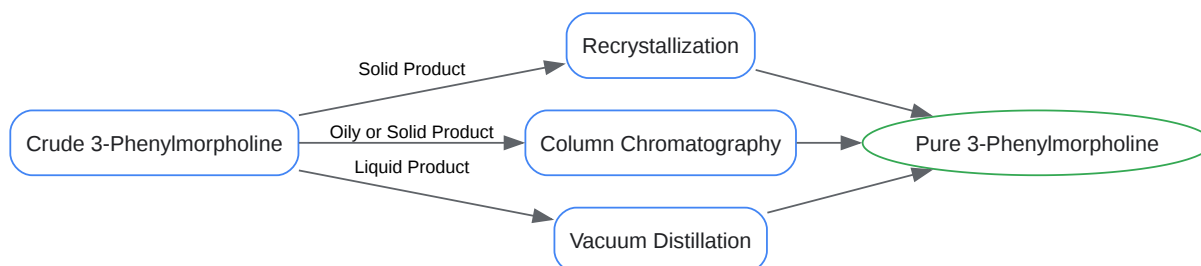 Recrystallization
Solid Product
Crude 3-Phenylmorpholine
Oily or Solid Product
Column Chromatography
Pure 3-Phenylmorpholine
Liquid Product
Vacuum Distillation